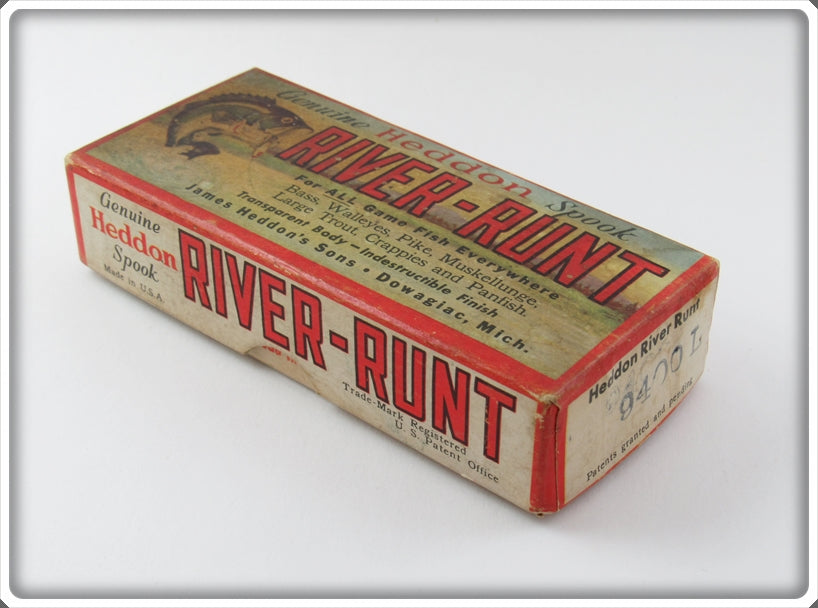 Genuine Heddon Spook
RIVER-RUNT
For ALL Game Fish Everywhere
Bass, Walleyes, Pike, Muskellunge,
Large Trout, Crappies and Panfish.
Transparent Body — Indestructible Finish
James Heddon's Sons • Dowagiac, Mich.
Genuine
Heddon
Spook
Made in U.S.A.
RIVER-RUNT
Trade-Mark Registered
U. S. Patent Office
Heddon River Runt
9400 L
Patents granted and pending